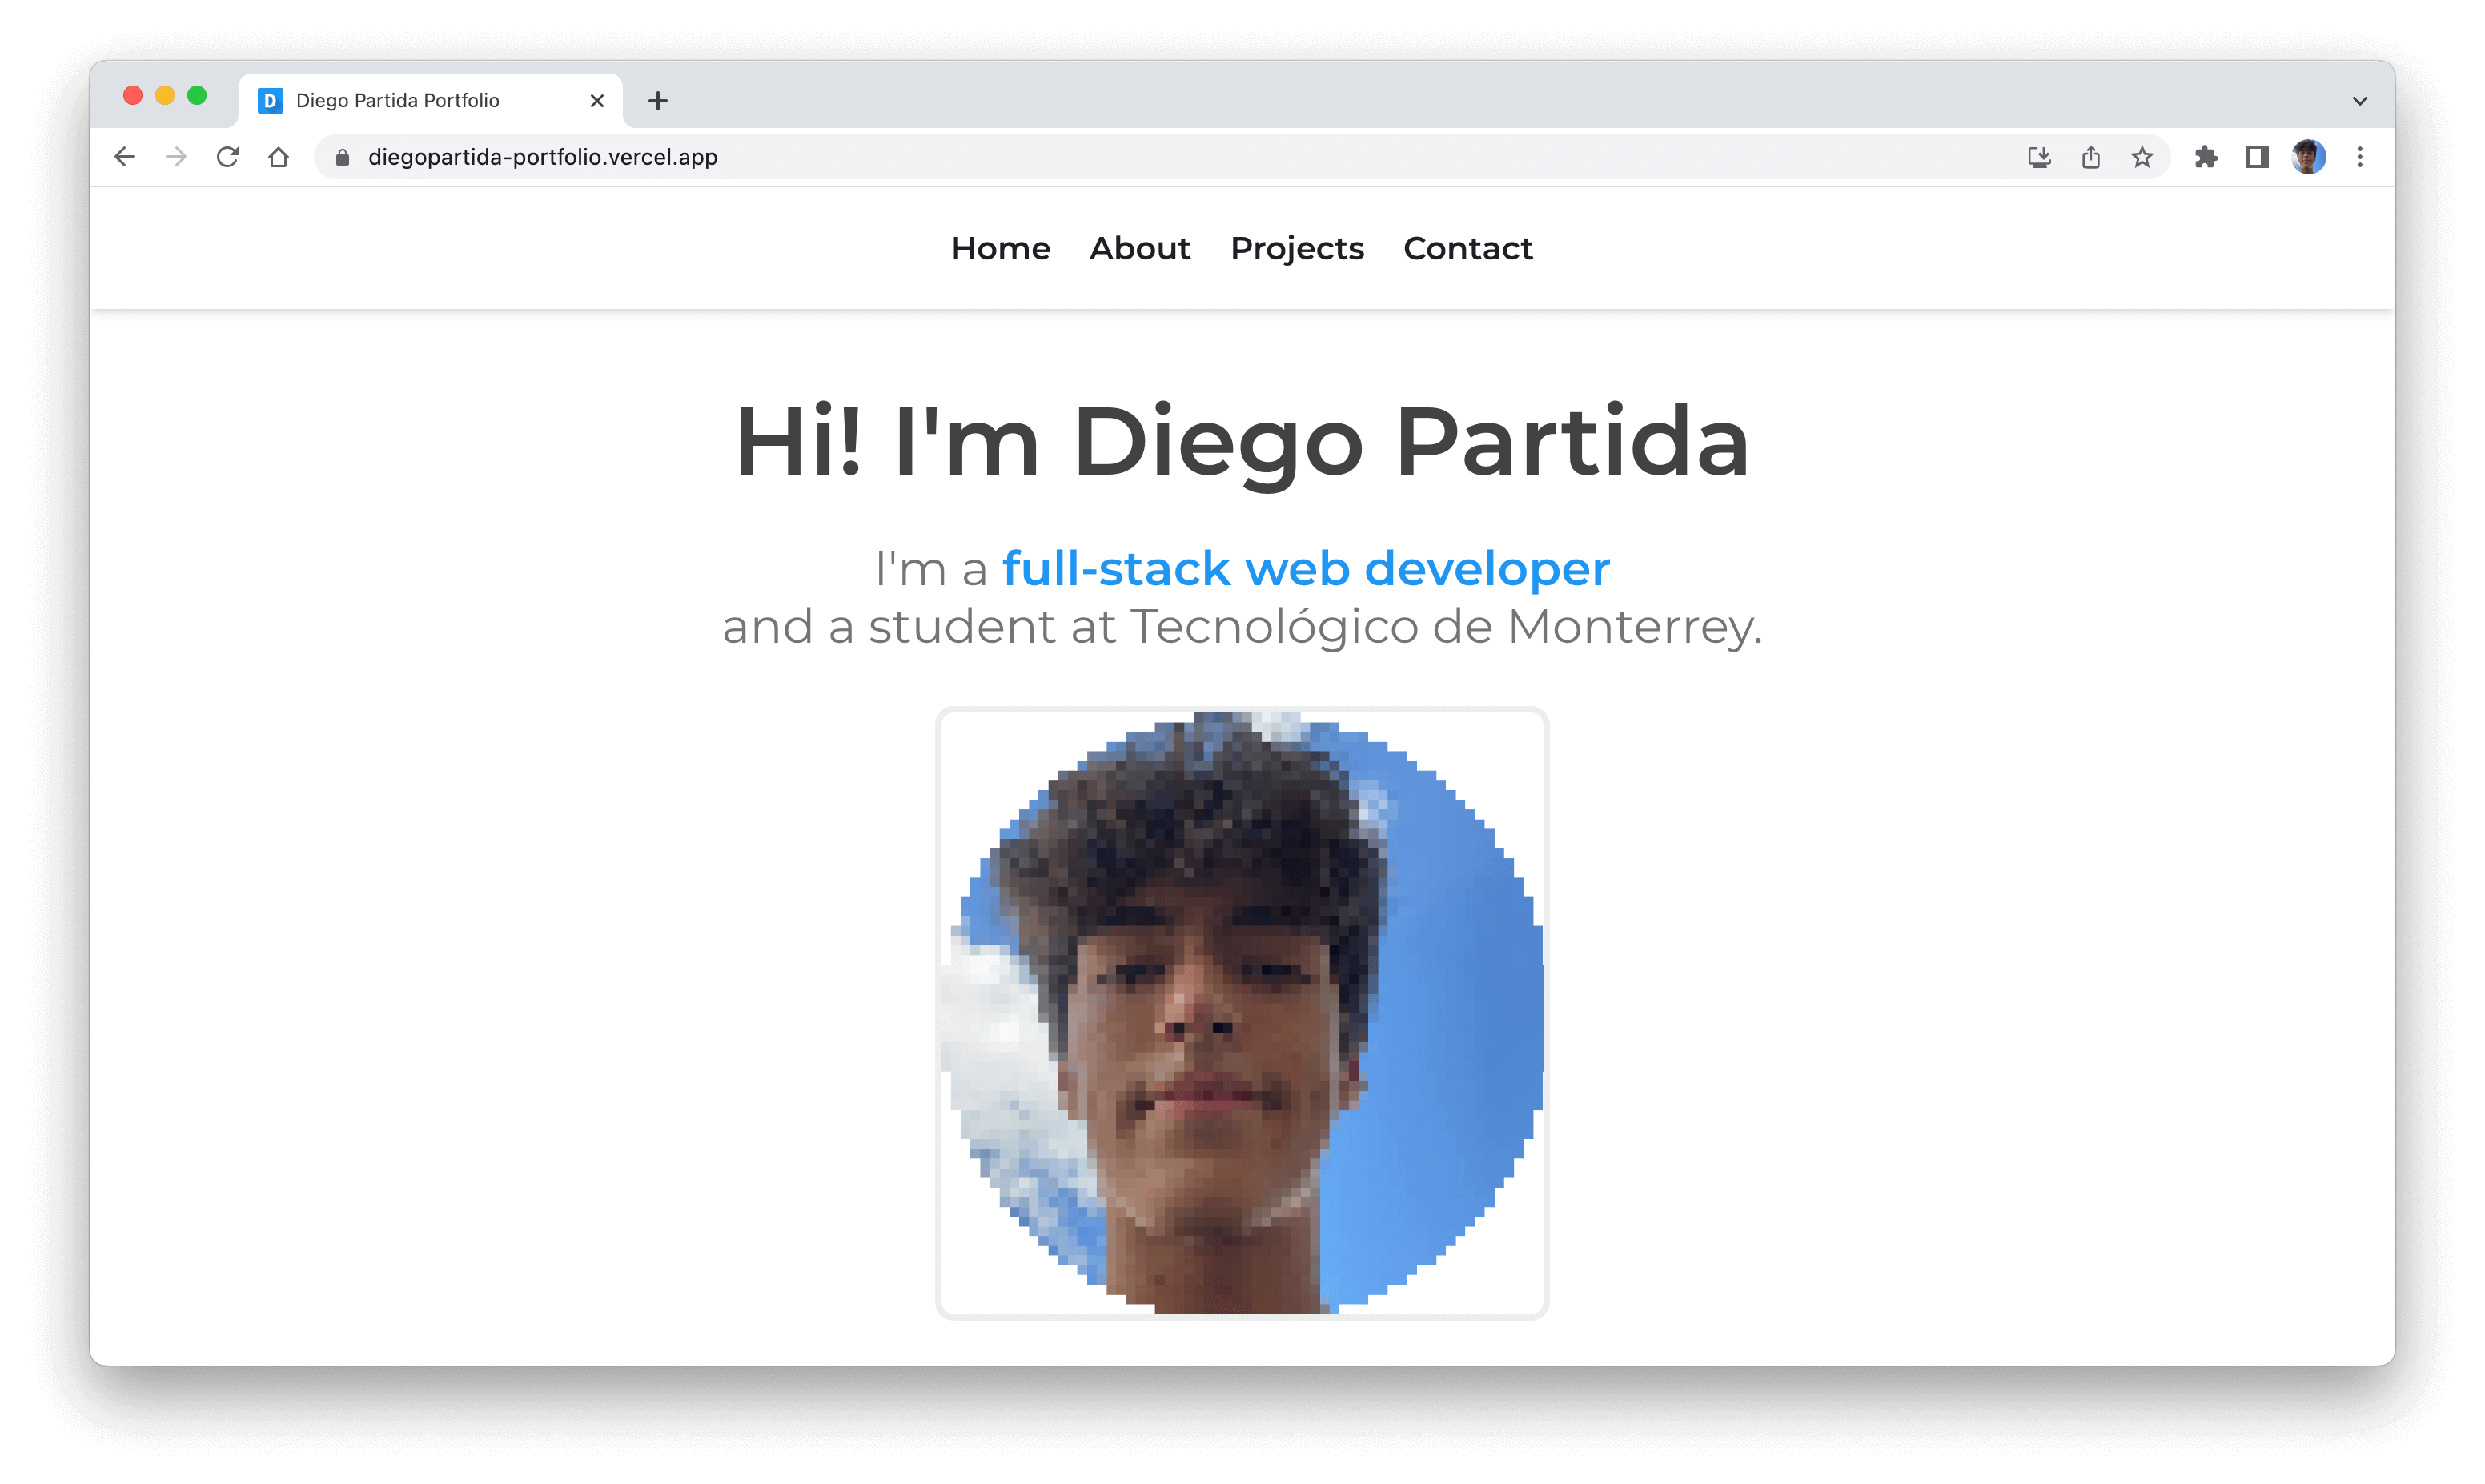 D Diego Partida Portfolio
diegopartida-portfolio.vercel.app
Home About Projects Contact
Hi! I'm Diego Partida
I'm a full-stack web developer
and a student at Tecnológico de Monterrey.